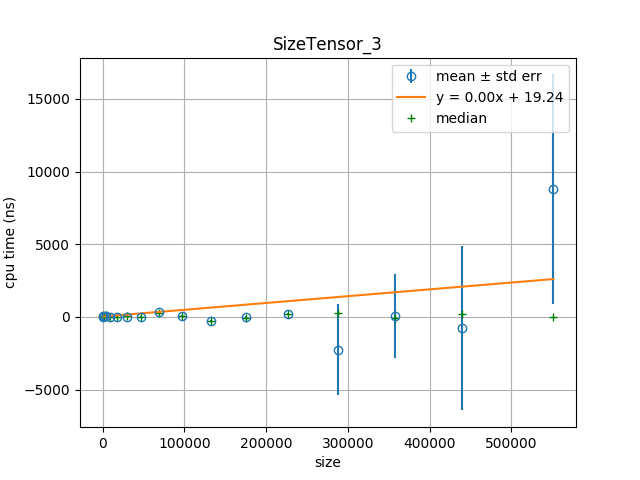 SizeTensor_3
mean ± std err
y = 0.00x + 19.24
median
cpu time (ns)
15000
10000
5000
0
−5000
0 100000 200000 300000 400000 500000
size